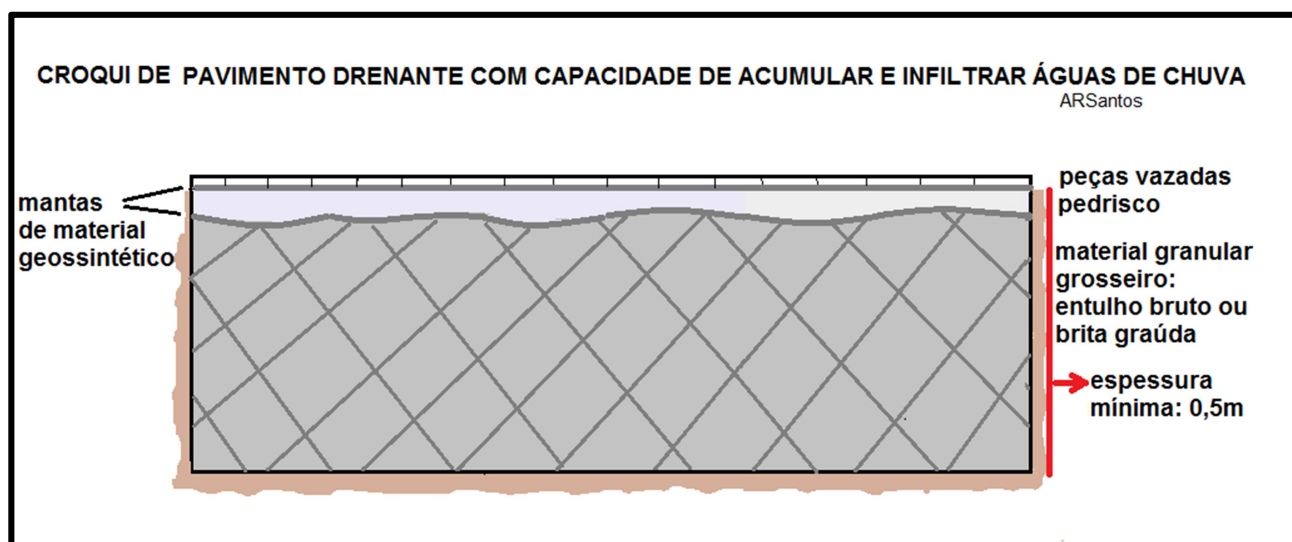 CROQUI DE PAVIMENTO DRENANTE COM CAPACIDADE DE ACUMULAR E INFILTRAR ÁGUAS DE CHUVA
ARSantos
mantas
de material
geossintético
peças vazadas
pedrisco
material granular
grosseiro:
entulho bruto ou
brita graúda
espessura
mínima: 0,5m